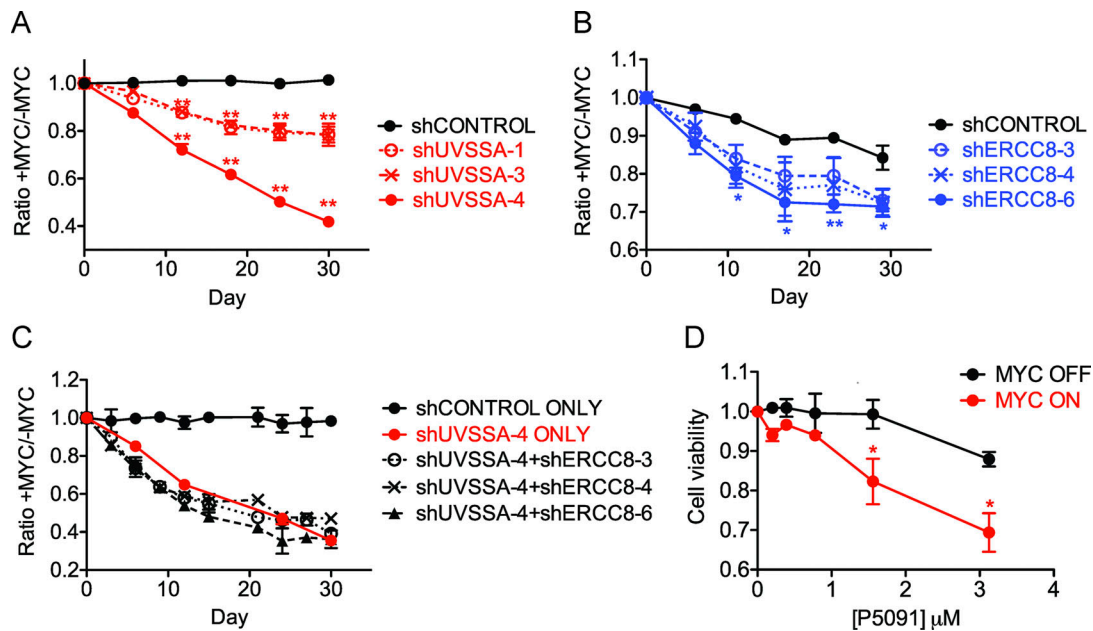 A
Ratio +MYC/-MYC
1.0
0.8
0.6
0.4
** ** ** **
** ** ** **
0 10 20 30
Day
shCONTROL
shUVSSA-1
shUVSSA-3
shUVSSA-4
B
Ratio +MYC/-MYC
1.1
1.0
0.9
0.8
0.7
0.6
* * ** *
0 10 20 30
Day
shCONTROL
shERCC8-3
shERCC8-4
shERCC8-6
C
Ratio +MYC/-MYC
1.2
1.0
0.8
0.6
0.4
0.2
0 10 20 30
Day
shCONTROL ONLY
shUVSSA-4 ONLY
shUVSSA-4+shERCC8-3
shUVSSA-4+shERCC8-4
shUVSSA-4+shERCC8-6
D
Cell viability
1.1
1.0
0.9
0.8
0.7
0.6
* *
0 1 2 3 4
[P5091] μM
MYC OFF
MYC ON